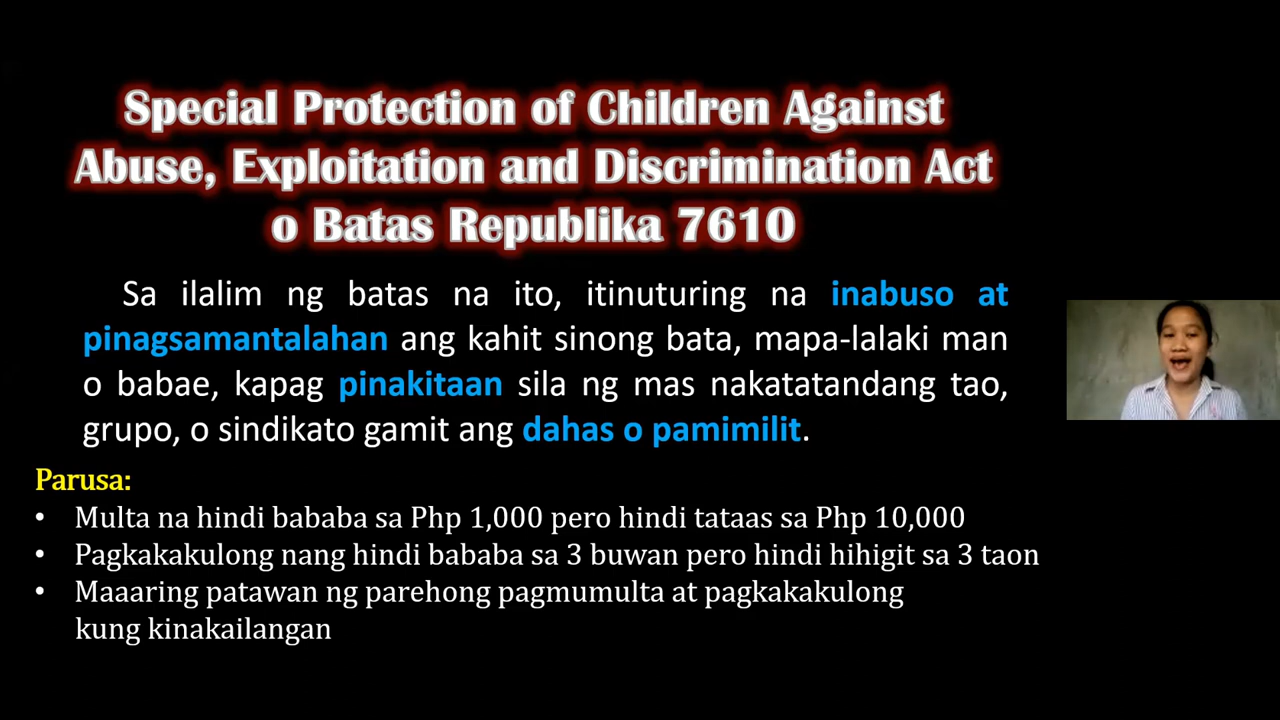 Special Protection of Children Against
Abuse, Exploitation and Discrimination Act
o Batas Republika 7610
Sa ilalim ng batas na ito, itinuturing na inabuso at
pinagsamantalahan ang kahit sinong bata, mapa-lalaki man
o babae, kapag pinakitaan sila ng mas nakatatandang tao,
grupo, o sindikato gamit ang dahas o pamimilit.
Parusa:
• Multa na hindi bababa sa Php 1,000 pero hindi tataas sa Php 10,000
• Pagkakakulong nang hindi bababa sa 3 buwan pero hindi hihigit sa 3 taon
• Maaaring patawan ng parehong pagmumulta at pagkakakulong
kung kinakailangan